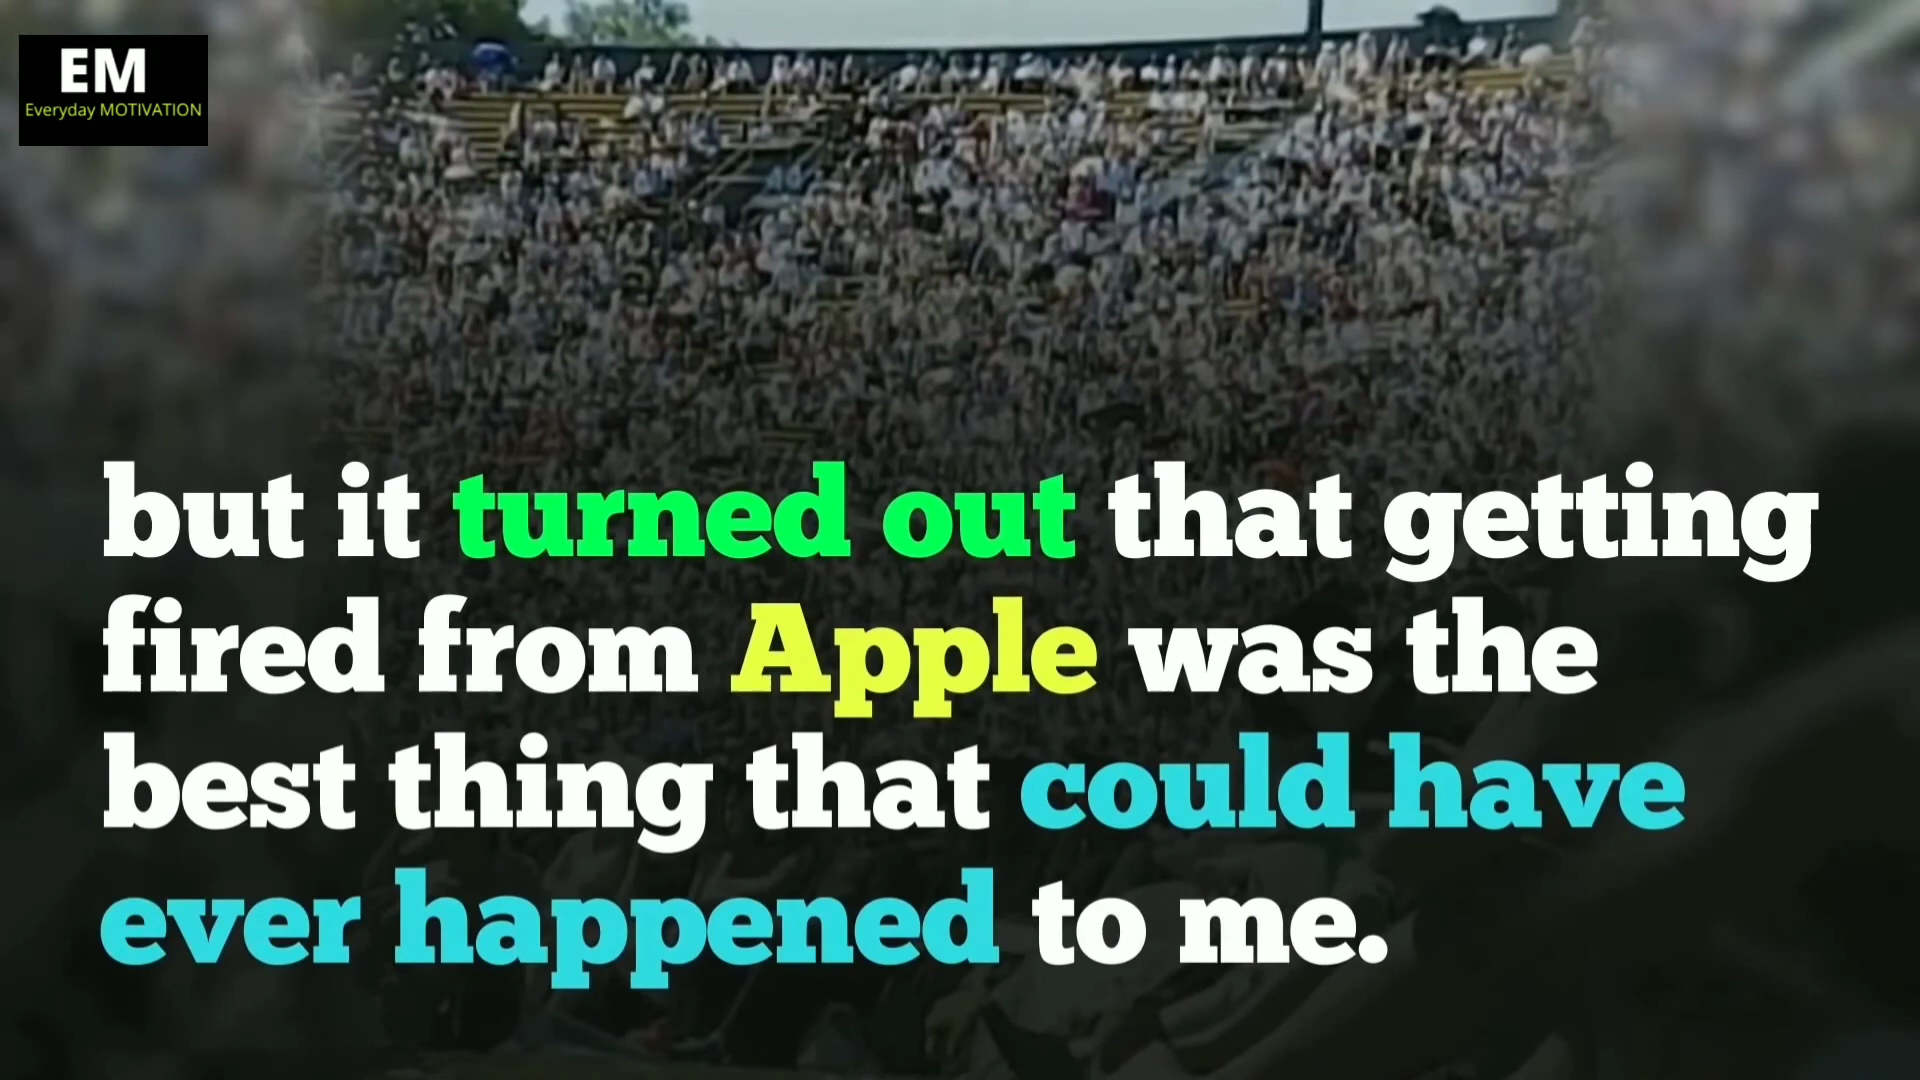 EM
Everyday MOTIVATION
but it turned out that getting
fired from Apple was the
best thing that could have
ever happened to me.